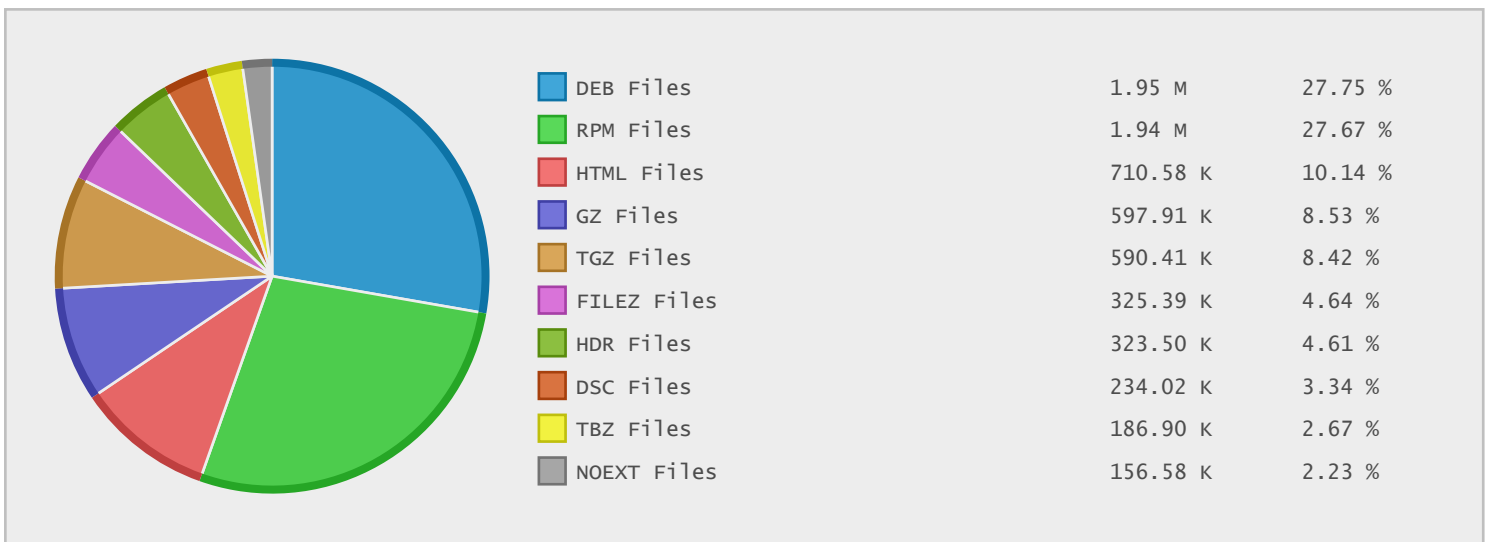 DEB Files 1.95 M 27.75 %
RPM Files 1.94 M 27.67 %
HTML Files 710.58 K 10.14 %
GZ Files 597.91 K 8.53 %
TGZ Files 590.41 K 8.42 %
FILEZ Files 325.39 K 4.64 %
HDR Files 323.50 K 4.61 %
DSC Files 234.02 K 3.34 %
TBZ Files 186.90 K 2.67 %
NOEXT Files 156.58 K 2.23 %